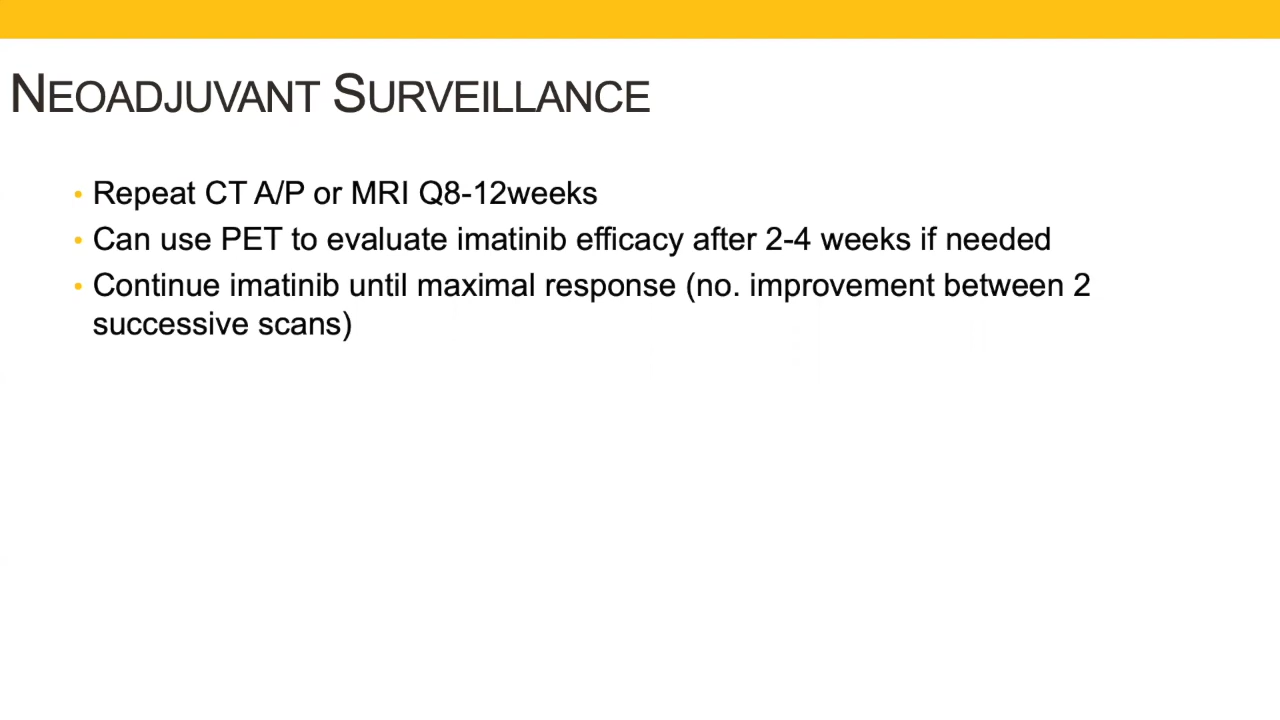 NEOADJUVANT SURVEILLANCE
• Repeat CT A/P or MRI Q8-12weeks
• Can use PET to evaluate imatinib efficacy after 2-4 weeks if needed
• Continue imatinib until maximal response (no. improvement between 2
successive scans)